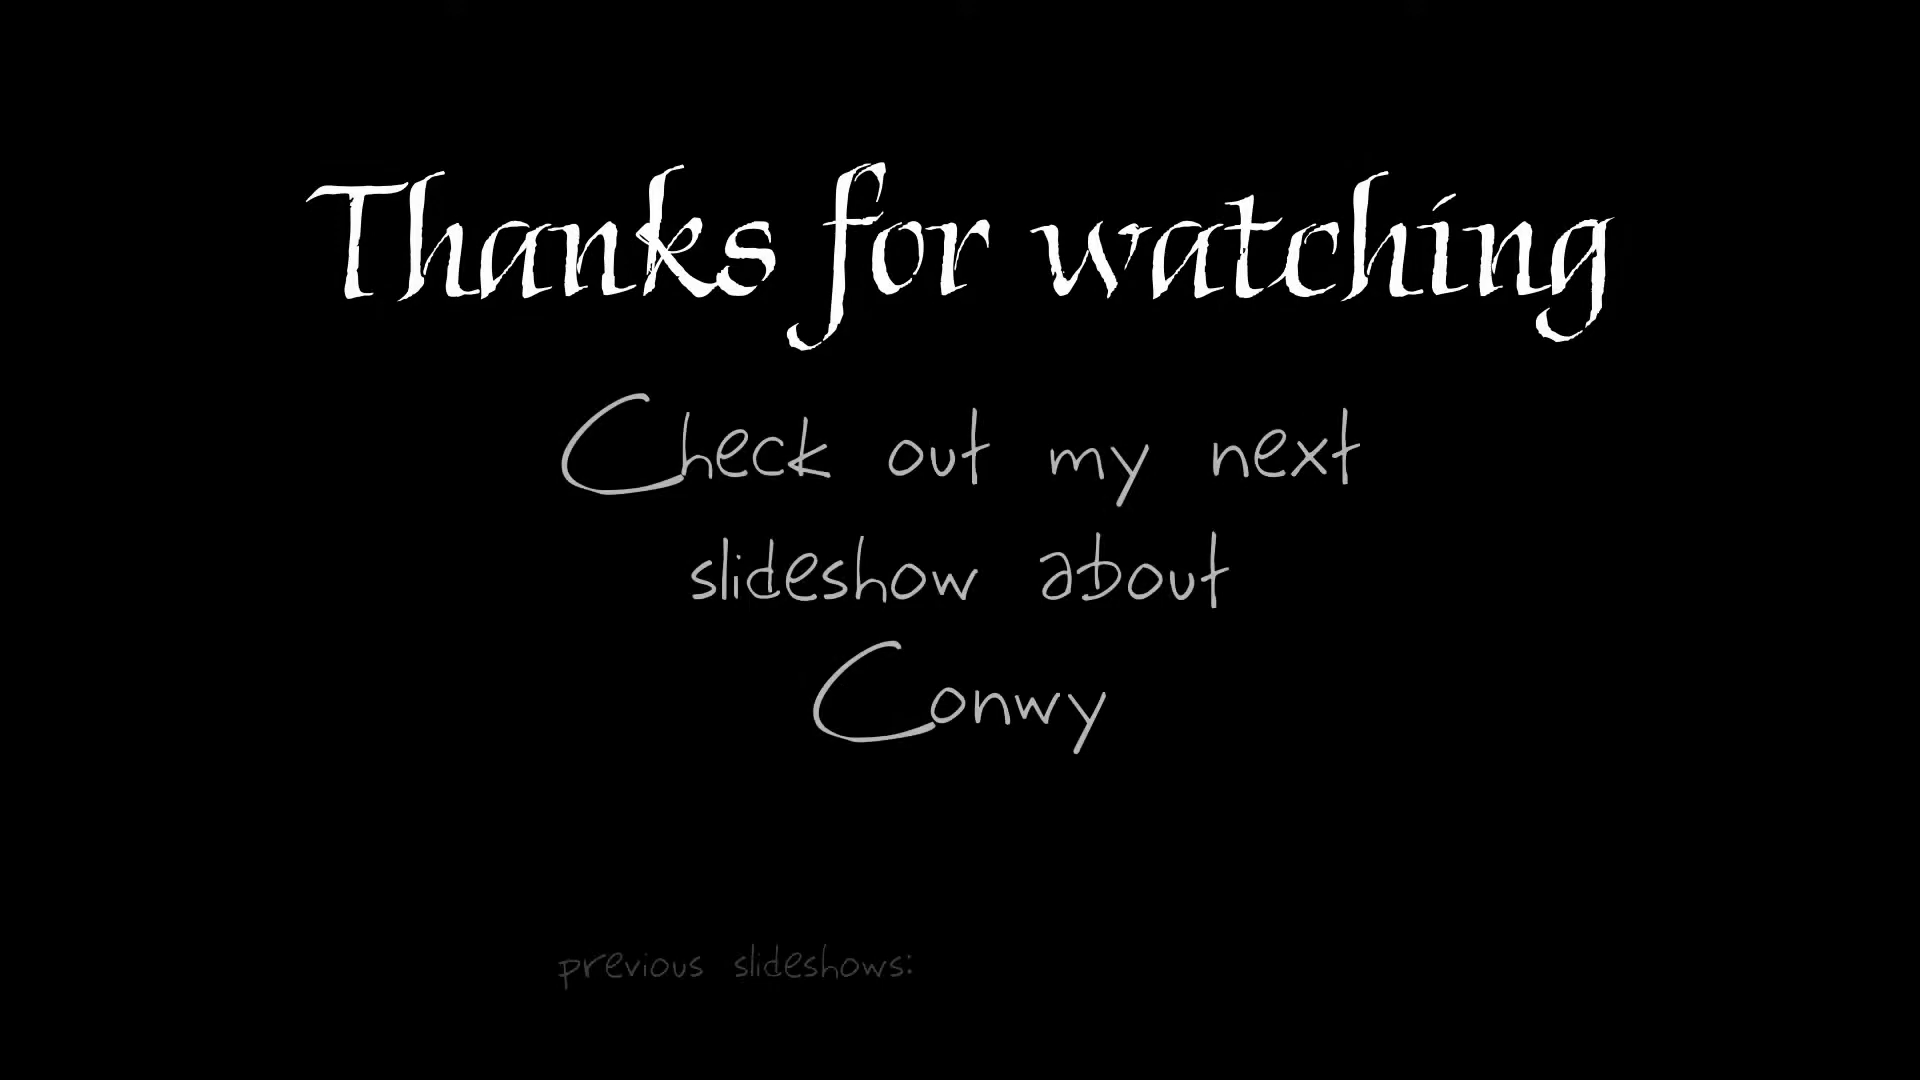 Thanks for watching
Check out my next
slideshow about
Conwy
previous slideshows: